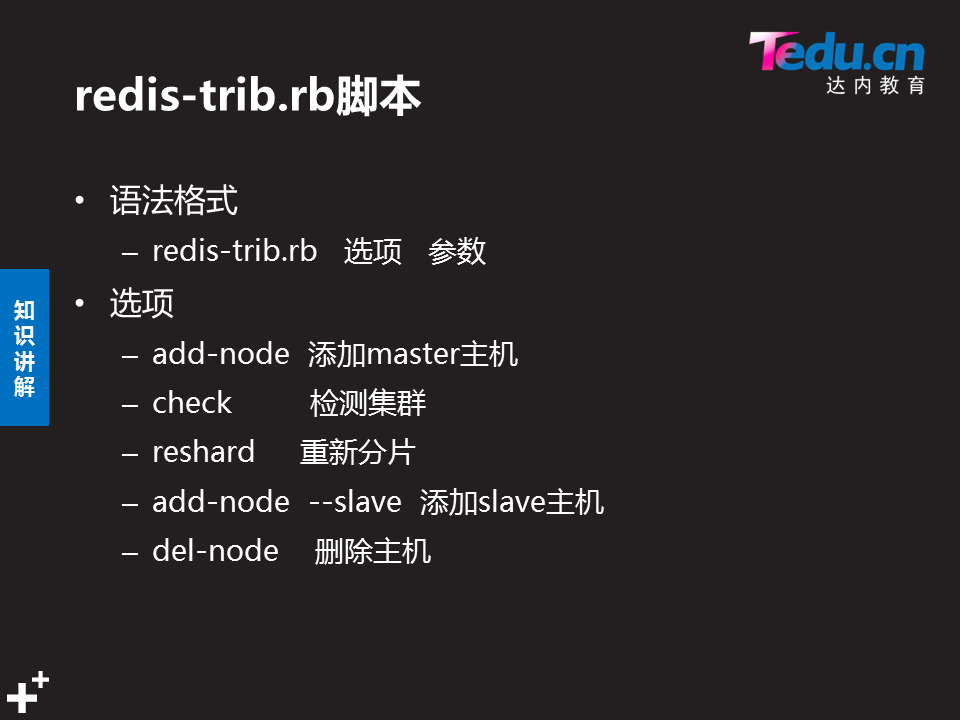 Tedu.cn
达内教育
redis-trib.rb脚本
• 语法格式
– redis-trib.rb 选项 参数
• 选项
– add-node 添加master主机
– check 检测集群
– reshard 重新分片
– add-node --slave 添加slave主机
– del-node 删除主机
知识讲解